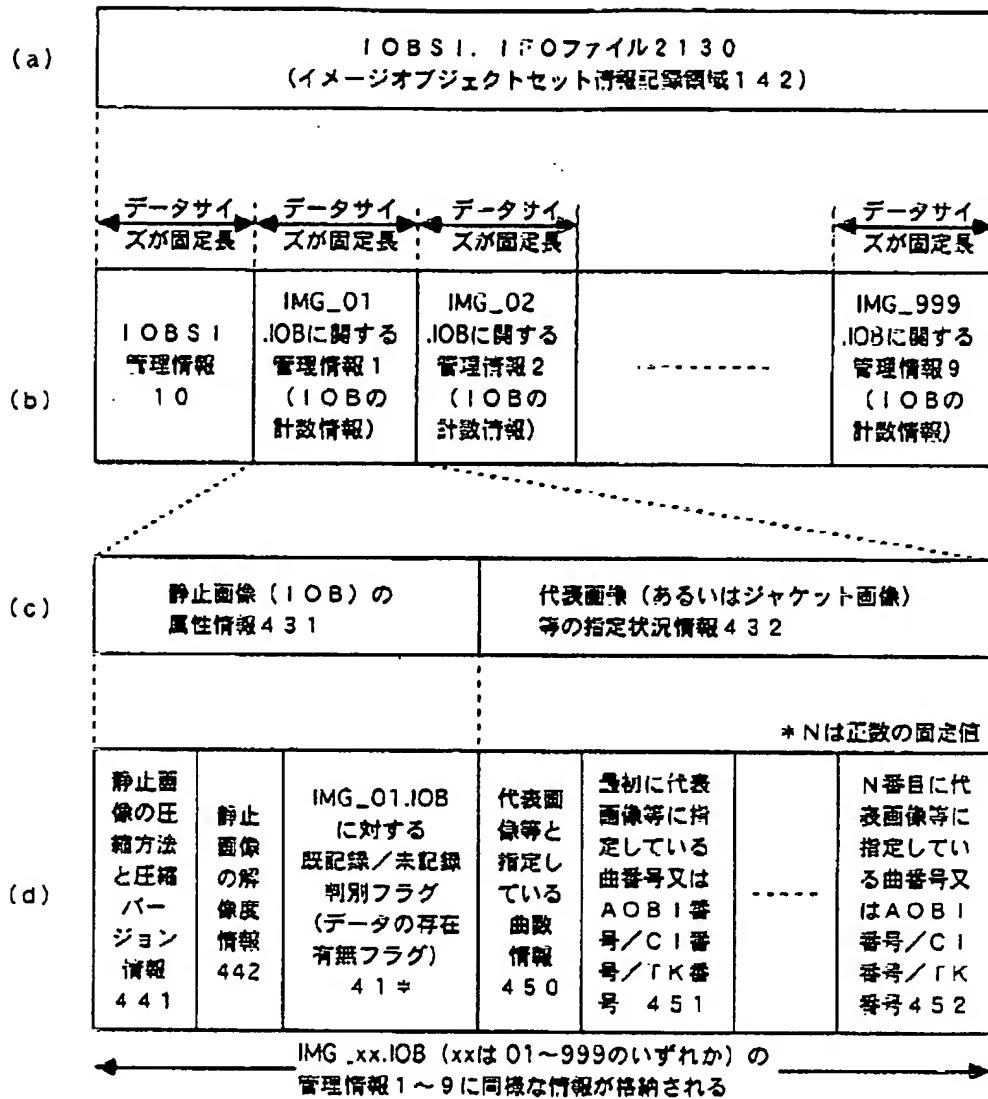 (a)
IOBSI. IFOファイル2130
(イメージオブジェクトセット情報記録領域142)
データサイ
ズが固定長
データサイ
ズが固定長
データサイ
ズが固定長
データサイ
ズが固定長
(b)
IOBSI
管理情報
10
IMG_01
.IOBに関する
管理情報1
(IOBの
計数情報)
IMG_02
.IOBに関する
管理情報2
(IOBの
計数情報)
IMG_999
.IOBに関する
管理情報9
(IOBの
計数情報)
(c)
静止画像(IOB)の
属性情報431
代表画像(あるいはジャケット画像)
等の指定状況情報432
*Nは正数の固定値
(d)
静止画
像の圧
縮方法
と圧縮
バー
ジョン
情報
441
静止
画像
の解
像度
情報
442
IMG_01.IOB
に対する
既記録/未記録
判別フラグ
(データの存在
有無フラグ)
41*
代表画
像等と
指定し
ている
曲数
情報
450
最初に代表
画像等に指
定している
曲番号又は
AOBI番
号/CI番
号/TK番
号 451
N番目に代
表画像等に
指定してい
る曲番号又
はAOBI
番号/CI
番号/TK
番号452
IMG_xx.IOB (xxは01~999のいずれか)の
管理情報1~9に同様な情報が格納される